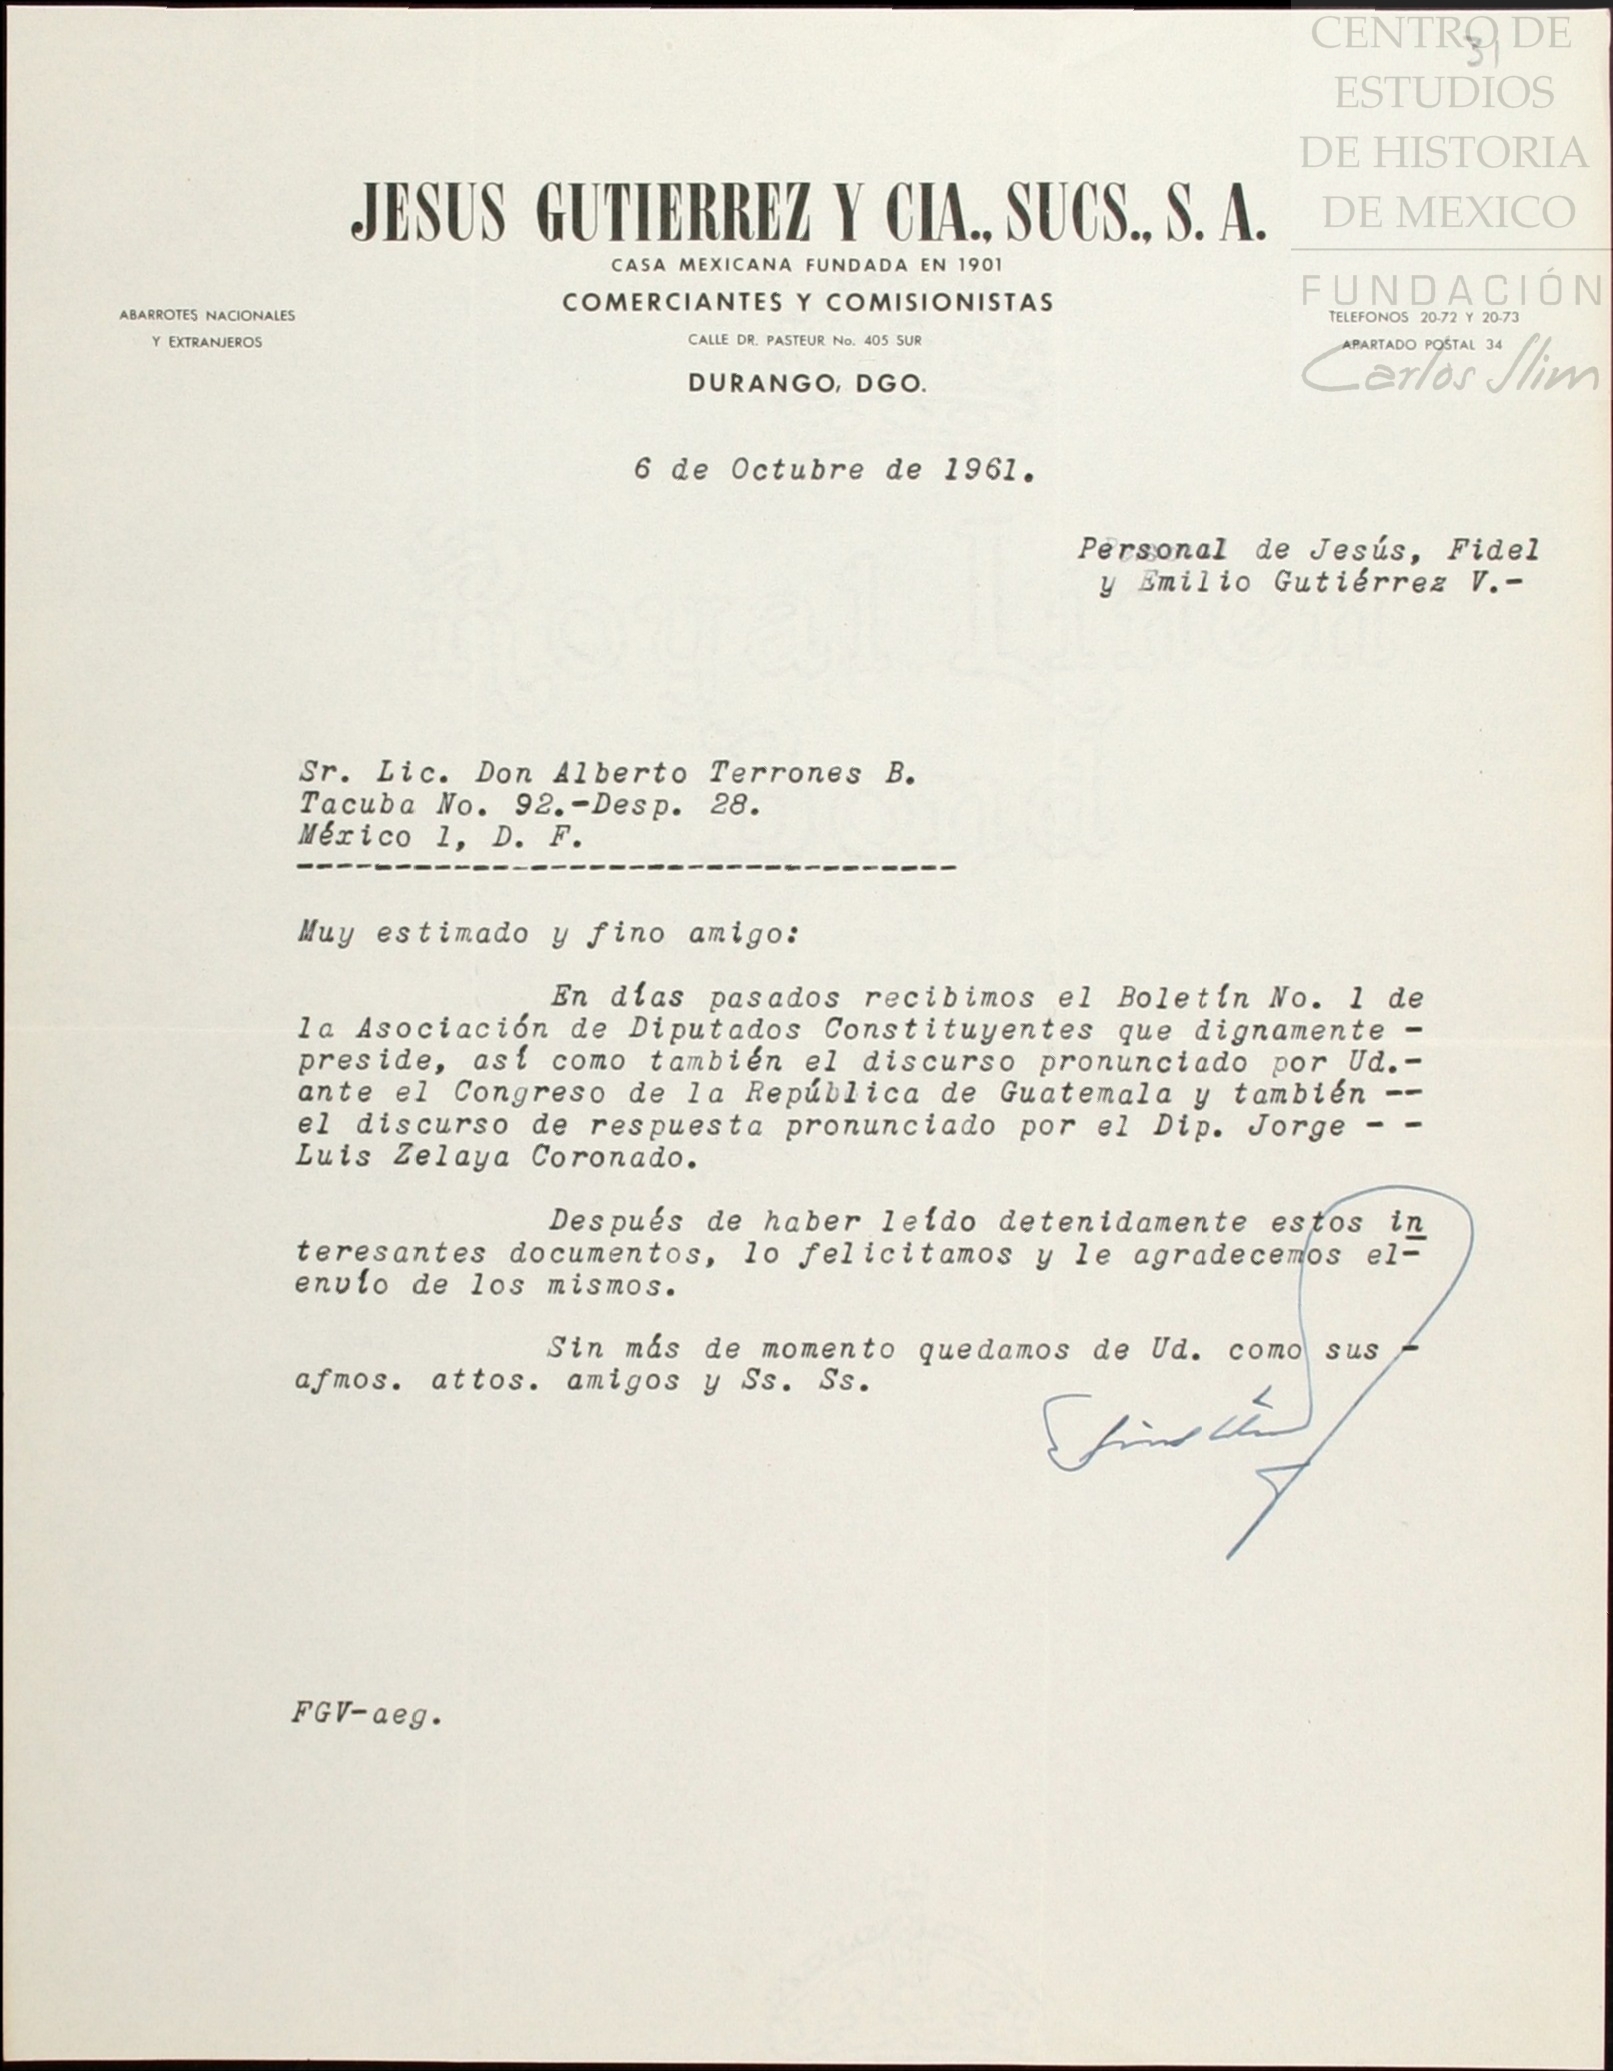 CENTRO DE
31
ESTUDIOS
DE HISTORIA
DE MEXICO
FUNDACIÓN
Carlos Slim
JESUS GUTIERREZ Y CIA., SUCS., S. A.
CASA MEXICANA FUNDADA EN 1901
COMERCIANTES Y COMISIONISTAS
CALLE DR. PASTEUR No. 405 SUR
DURANGO, DGO.
ABARROTES NACIONALES
Y EXTRANJEROS
TELEFONOS 20-72 Y 20-73
APARTADO POSTAL 34
6 de Octubre de 1961.
Personal de Jesús, Fidel
y Emilio Gutiérrez V.-
Sr. Lic. Don Alberto Terrones B.
Tacuba No. 92.-Desp. 28.
México 1, D. F.
----------------------------------
Muy estimado y fino amigo:
En días pasados recibimos el Boletín No. 1 de
la Asociación de Diputados Constituyentes que dignamente -
preside, así como también el discurso pronunciado por Ud.-
ante el Congreso de la República de Guatemala y también --
el discurso de respuesta pronunciado por el Dip. Jorge - -
Luis Zelaya Coronado.
Después de haber leído detenidamente estos in
teresantes documentos, lo felicitamos y le agradecemos el-
envío de los mismos.
Sin más de momento quedamos de Ud. como sus -
afmos. attos. amigos y Ss. Ss.
FGV-aeg.